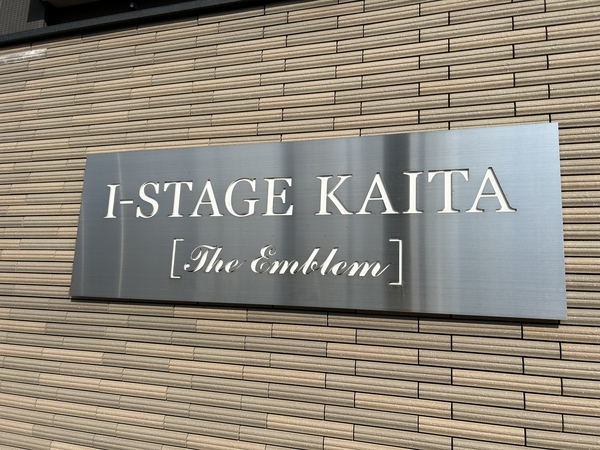 I-STAGE KAITA
[The Emblem]